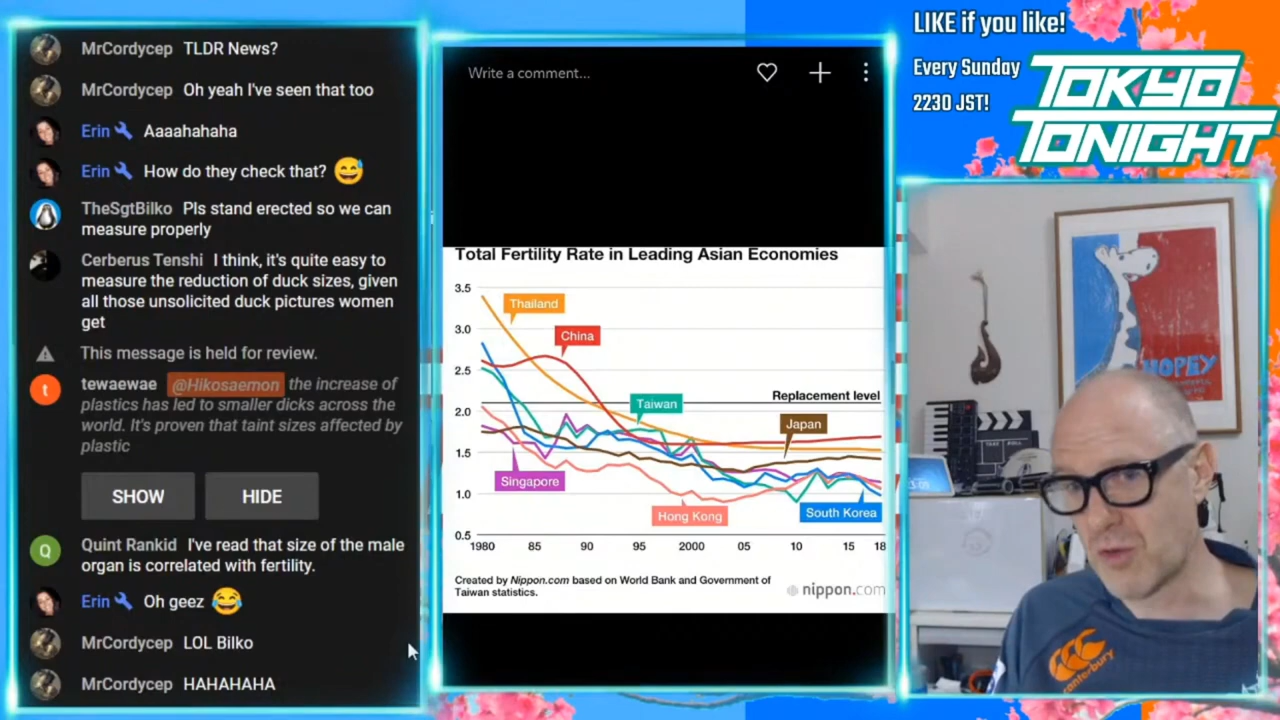 MrCordycep TLDR News?
MrCordycep Oh yeah I've seen that too
Erin Aaaahahaha
Erin How do they check that? 😅
TheSgtBilko Pls stand erected so we can
measure properly
Cerberus Tenshi I think, it's quite easy to
measure the reduction of duck sizes, given
all those unsolicited duck pictures women
get
This message is held for review.
t
tewaewae @Hikosaemon the increase of
plastics has led to smaller dicks across the
world. It's proven that taint sizes affected by
plastic
SHOW HIDE
Q
Quint Rankid I've read that size of the male
organ is correlated with fertility.
Erin Oh geez 😂
MrCordycep LOL Bilko
MrCordycep HAHAHAHA
Write a comment...
Total Fertility Rate in Leading Asian Economies
3.5
3.0
2.5
2.0
1.5
1.0
0.5
Thailand
China
Replacement level
Taiwan
Japan
Singapore
Hong Kong
South Korea
1980 85 90 95 2000 05 10 15 18
Created by Nippon.com based on World Bank and Government of
Taiwan statistics.
nippon.com
LIKE if you like!
Every Sunday
2230 JST!
TOKYO
TONIGHT
HOPEY
canterbury